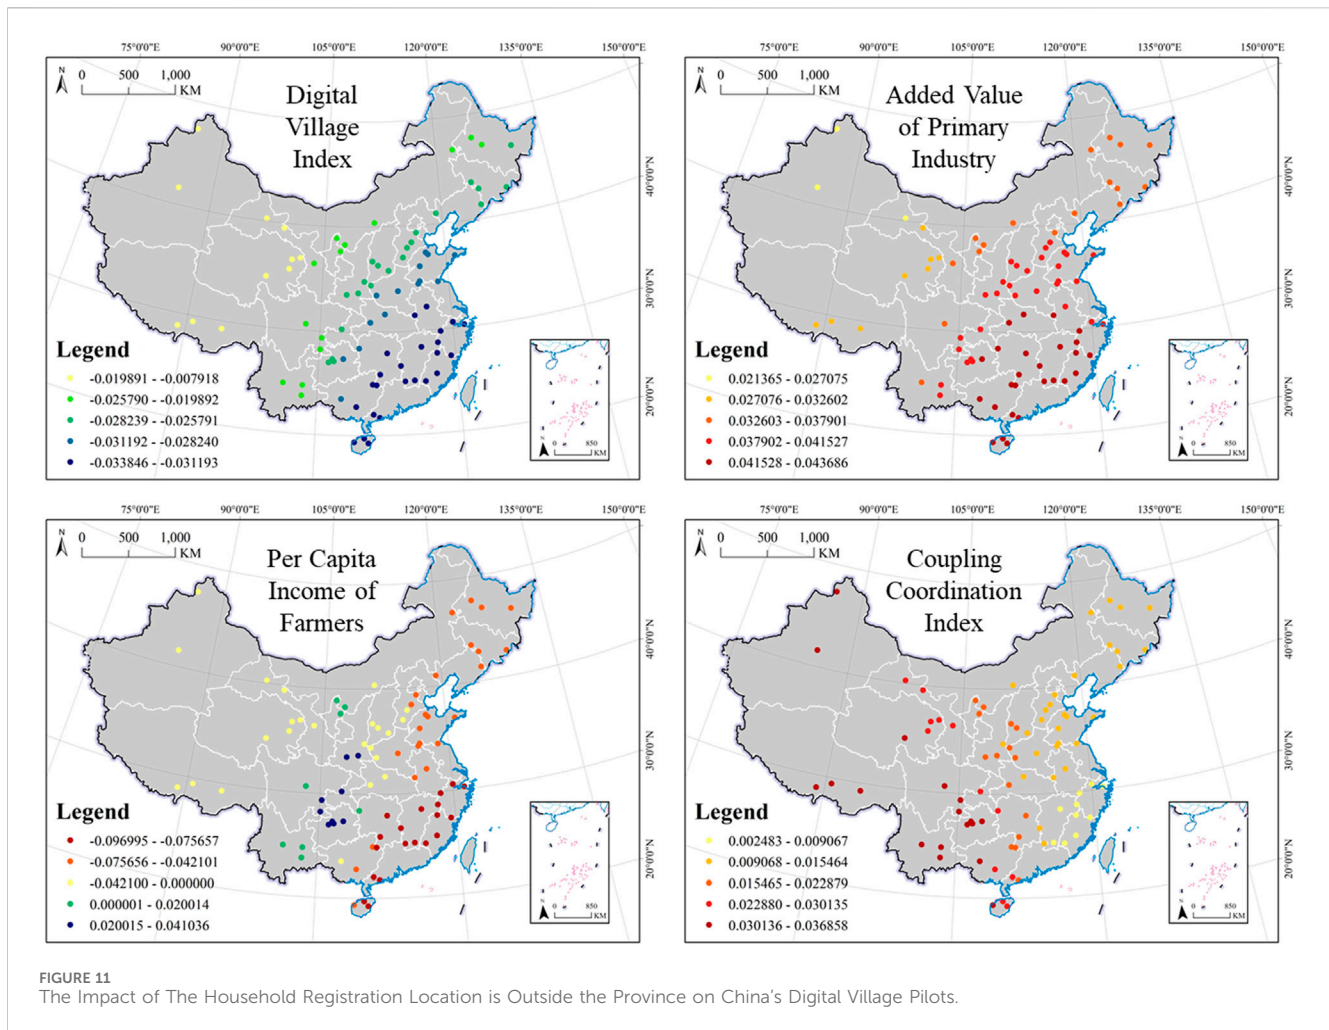 75°0'0"E 90°0'0"E 105°0'0"E 120°0'0"E 135°0'0"E 150°0'0"E
N
0 500 1,000
KM
Digital
Village
Index
40°0'0"N
30°0'0"N
20°0'0"N
Legend
-0.019891 - -0.007918
-0.025790 - -0.019892
-0.028239 - -0.025791
-0.031192 - -0.028240
-0.033846 - -0.031193
N
0 850
KM
75°0'0"E 90°0'0"E 105°0'0"E 120°0'0"E 135°0'0"E 150°0'0"E
N
0 500 1,000
KM
Added Value
of Primary
Industry
40°0'0"N
30°0'0"N
20°0'0"N
Legend
0.021365 - 0.027075
0.027076 - 0.032602
0.032603 - 0.037901
0.037902 - 0.041527
0.041528 - 0.043686
N
0 850
KM
75°0'0"E 90°0'0"E 105°0'0"E 120°0'0"E 135°0'0"E 150°0'0"E
N
0 500 1,000
KM
Per Capita
Income of
Farmers
40°0'0"N
30°0'0"N
20°0'0"N
Legend
-0.096995 - -0.075657
-0.075656 - -0.042101
-0.042100 - 0.000000
0.000001 - 0.020014
0.020015 - 0.041036
N
0 850
KM
75°0'0"E 90°0'0"E 105°0'0"E 120°0'0"E 135°0'0"E 150°0'0"E
N
0 500 1,000
KM
Coupling
Coordination
Index
40°0'0"N
30°0'0"N
20°0'0"N
Legend
0.002483 - 0.009067
0.009068 - 0.015464
0.015465 - 0.022879
0.022880 - 0.030135
0.030136 - 0.036858
N
0 850
KM
FIGURE 11
The Impact of The Household Registration Location is Outside the Province on China's Digital Village Pilots.